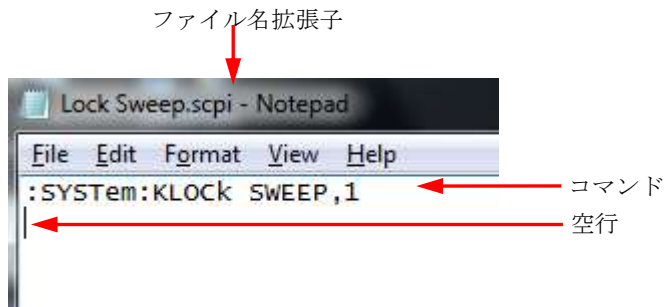 ファイル名拡張子
Lock Sweep.scpi - Notepad
File Edit Format View Help
:SYSTem:KLOCk SWEEP,1
コマンド
空行